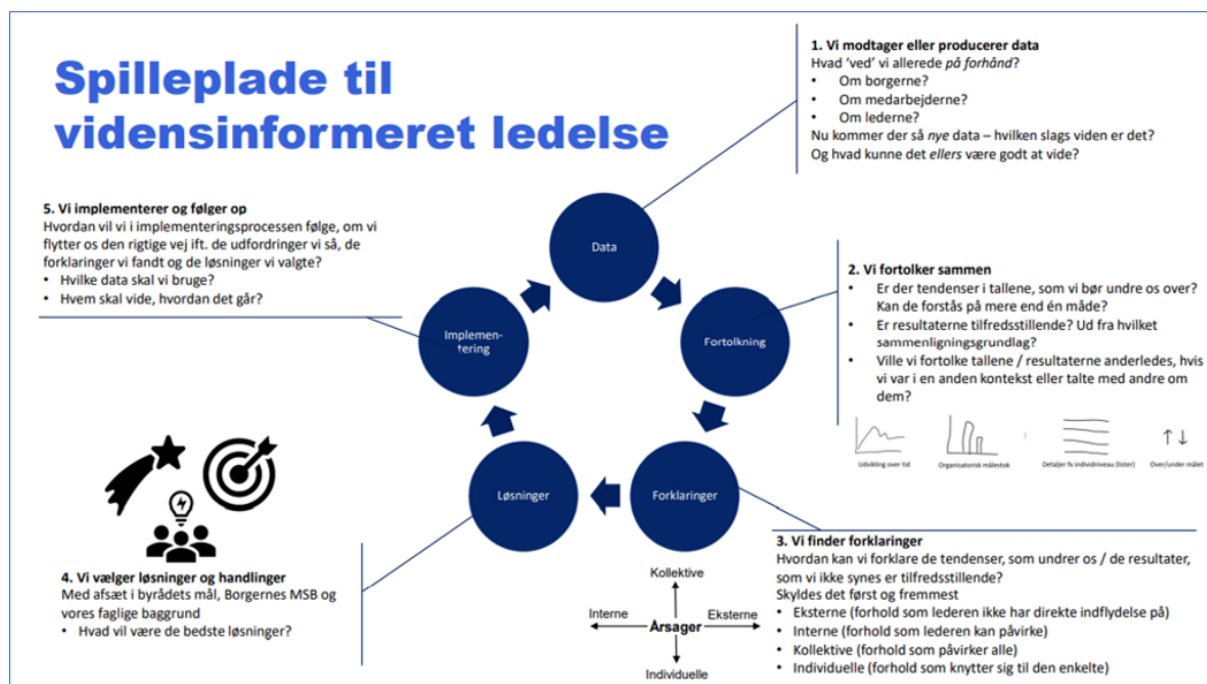 Spilleplade til
vidensinformeret ledelse
1. Vi modtager eller producerer data
Hvad ‘ved’ vi allerede på forhånd?
• Om borgerne?
• Om medarbejderne?
• Om lederne?
Nu kommer der så nye data – hvilken slags viden er det?
Og hvad kunne det ellers være godt at vide?
Data
2. Vi fortolker sammen
• Er der tendenser i tallene, som vi bør undre os over?
Kan de forstås på mere end én måde?
• Er resultaterne tilfredsstillende? Ud fra hvilket
sammenligningsgrundlag?
• Ville vi fortolke tallene / resultaterne anderledes, hvis
vi var i en anden kontekst eller talte med andre om
dem?
Udvikling over tid
Organisatorisk målestok
Detaljer fx individniveau (lister)
Over/under målet
Fortolkning
3. Vi finder forklaringer
Hvordan kan vi forklare de tendenser, som undrer os / de resultater,
som vi ikke synes er tilfredsstillende?
Skyldes det først og fremmest
• Eksterne (forhold som lederen ikke har direkte indflydelse på)
• Interne (forhold som lederen kan påvirke)
• Kollektive (forhold som påvirker alle)
• Individuelle (forhold som knytter sig til den enkelte)
Forklaringer
Kollektive
Interne
Eksterne
Årsager
Individuelle
4. Vi vælger løsninger og handlinger
Med afsæt i byrådets mål, Borgernes MSB og
vores faglige baggrund
• Hvad vil være de bedste løsninger?
Løsninger
5. Vi implementerer og følger op
Hvordan vil vi i implementeringsprocessen følge, om vi
flytter os den rigtige vej ift. de udfordringer vi så, de
forklaringer vi fandt og de løsninger vi valgte?
• Hvilke data skal vi bruge?
• Hvem skal vide, hvordan det går?
Implemen-
tering